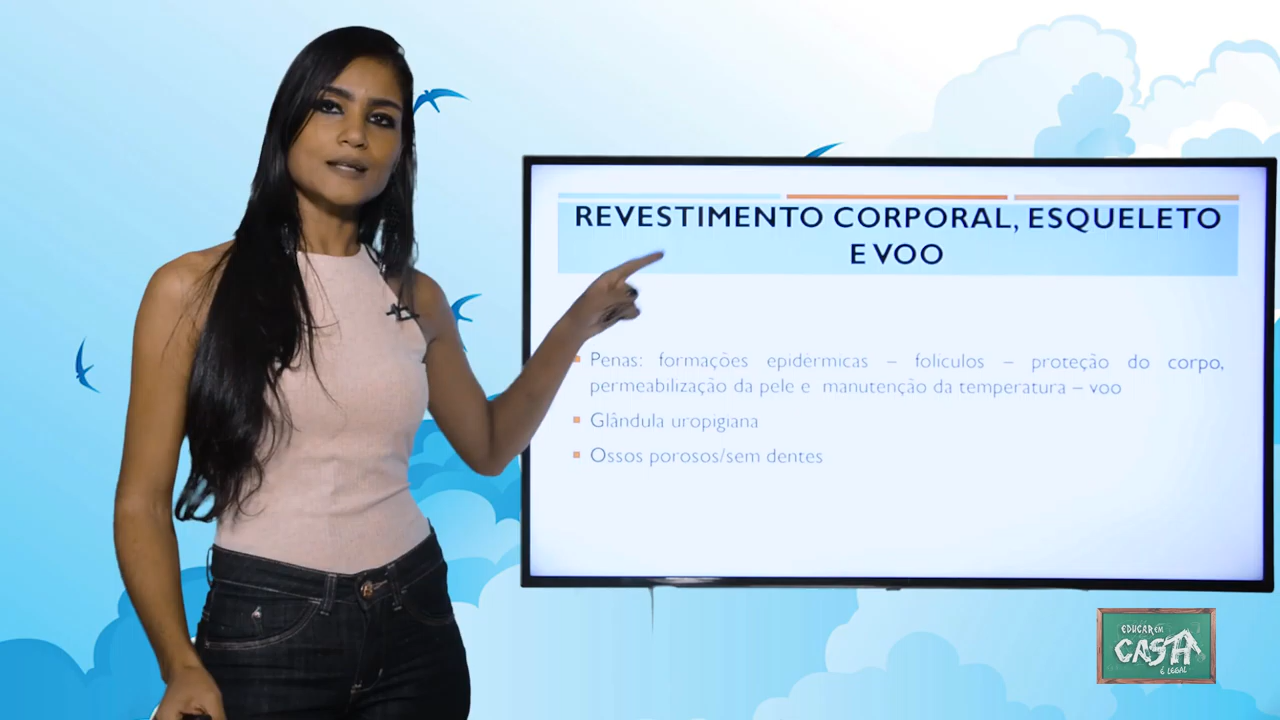 REVESTIMENTO CORPORAL, ESQUELETO
E VOO
Penas: formações epidérmicas – folículos – proteção do corpo,
permeabilização da pele e manutenção da temperatura – voo
Glândula uropigiana
Ossos porosos/sem dentes
EDUCAR EM
CASA
É LEGAL